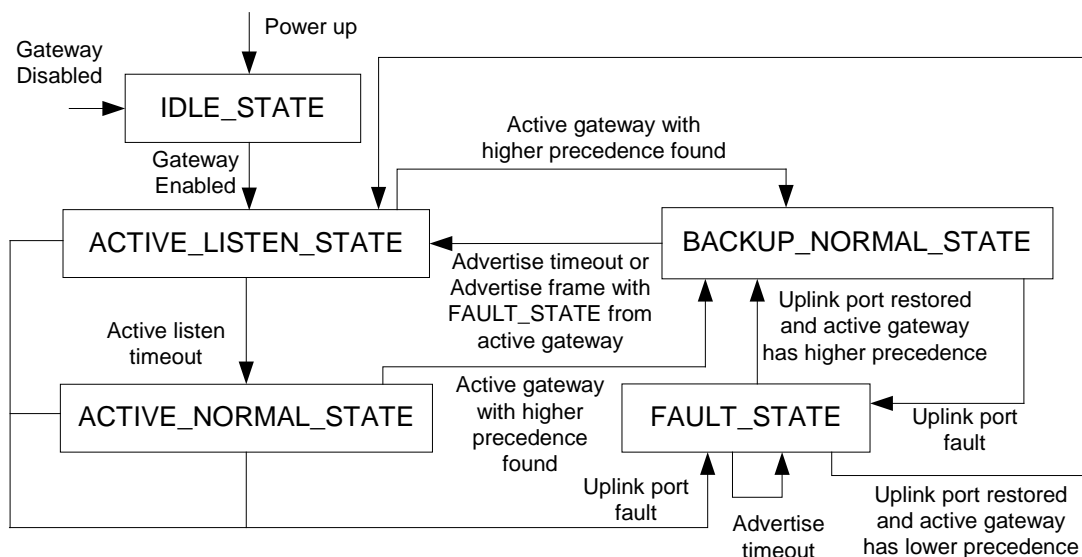 Power up
Gateway
Disabled
IDLE_STATE
Gateway
Enabled
Active gateway with
higher precedence found
ACTIVE_LISTEN_STATE
BACKUP_NORMAL_STATE
Advertise timeout or
Advertise frame with
FAULT_STATE from
active gateway
Uplink port restored
and active gateway
has higher precedence
Active listen
timeout
ACTIVE_NORMAL_STATE
Active gateway
with higher
precedence
found
FAULT_STATE
Uplink port
fault
Uplink port
fault
Advertise
timeout
Uplink port restored
and active gateway
has lower precedence